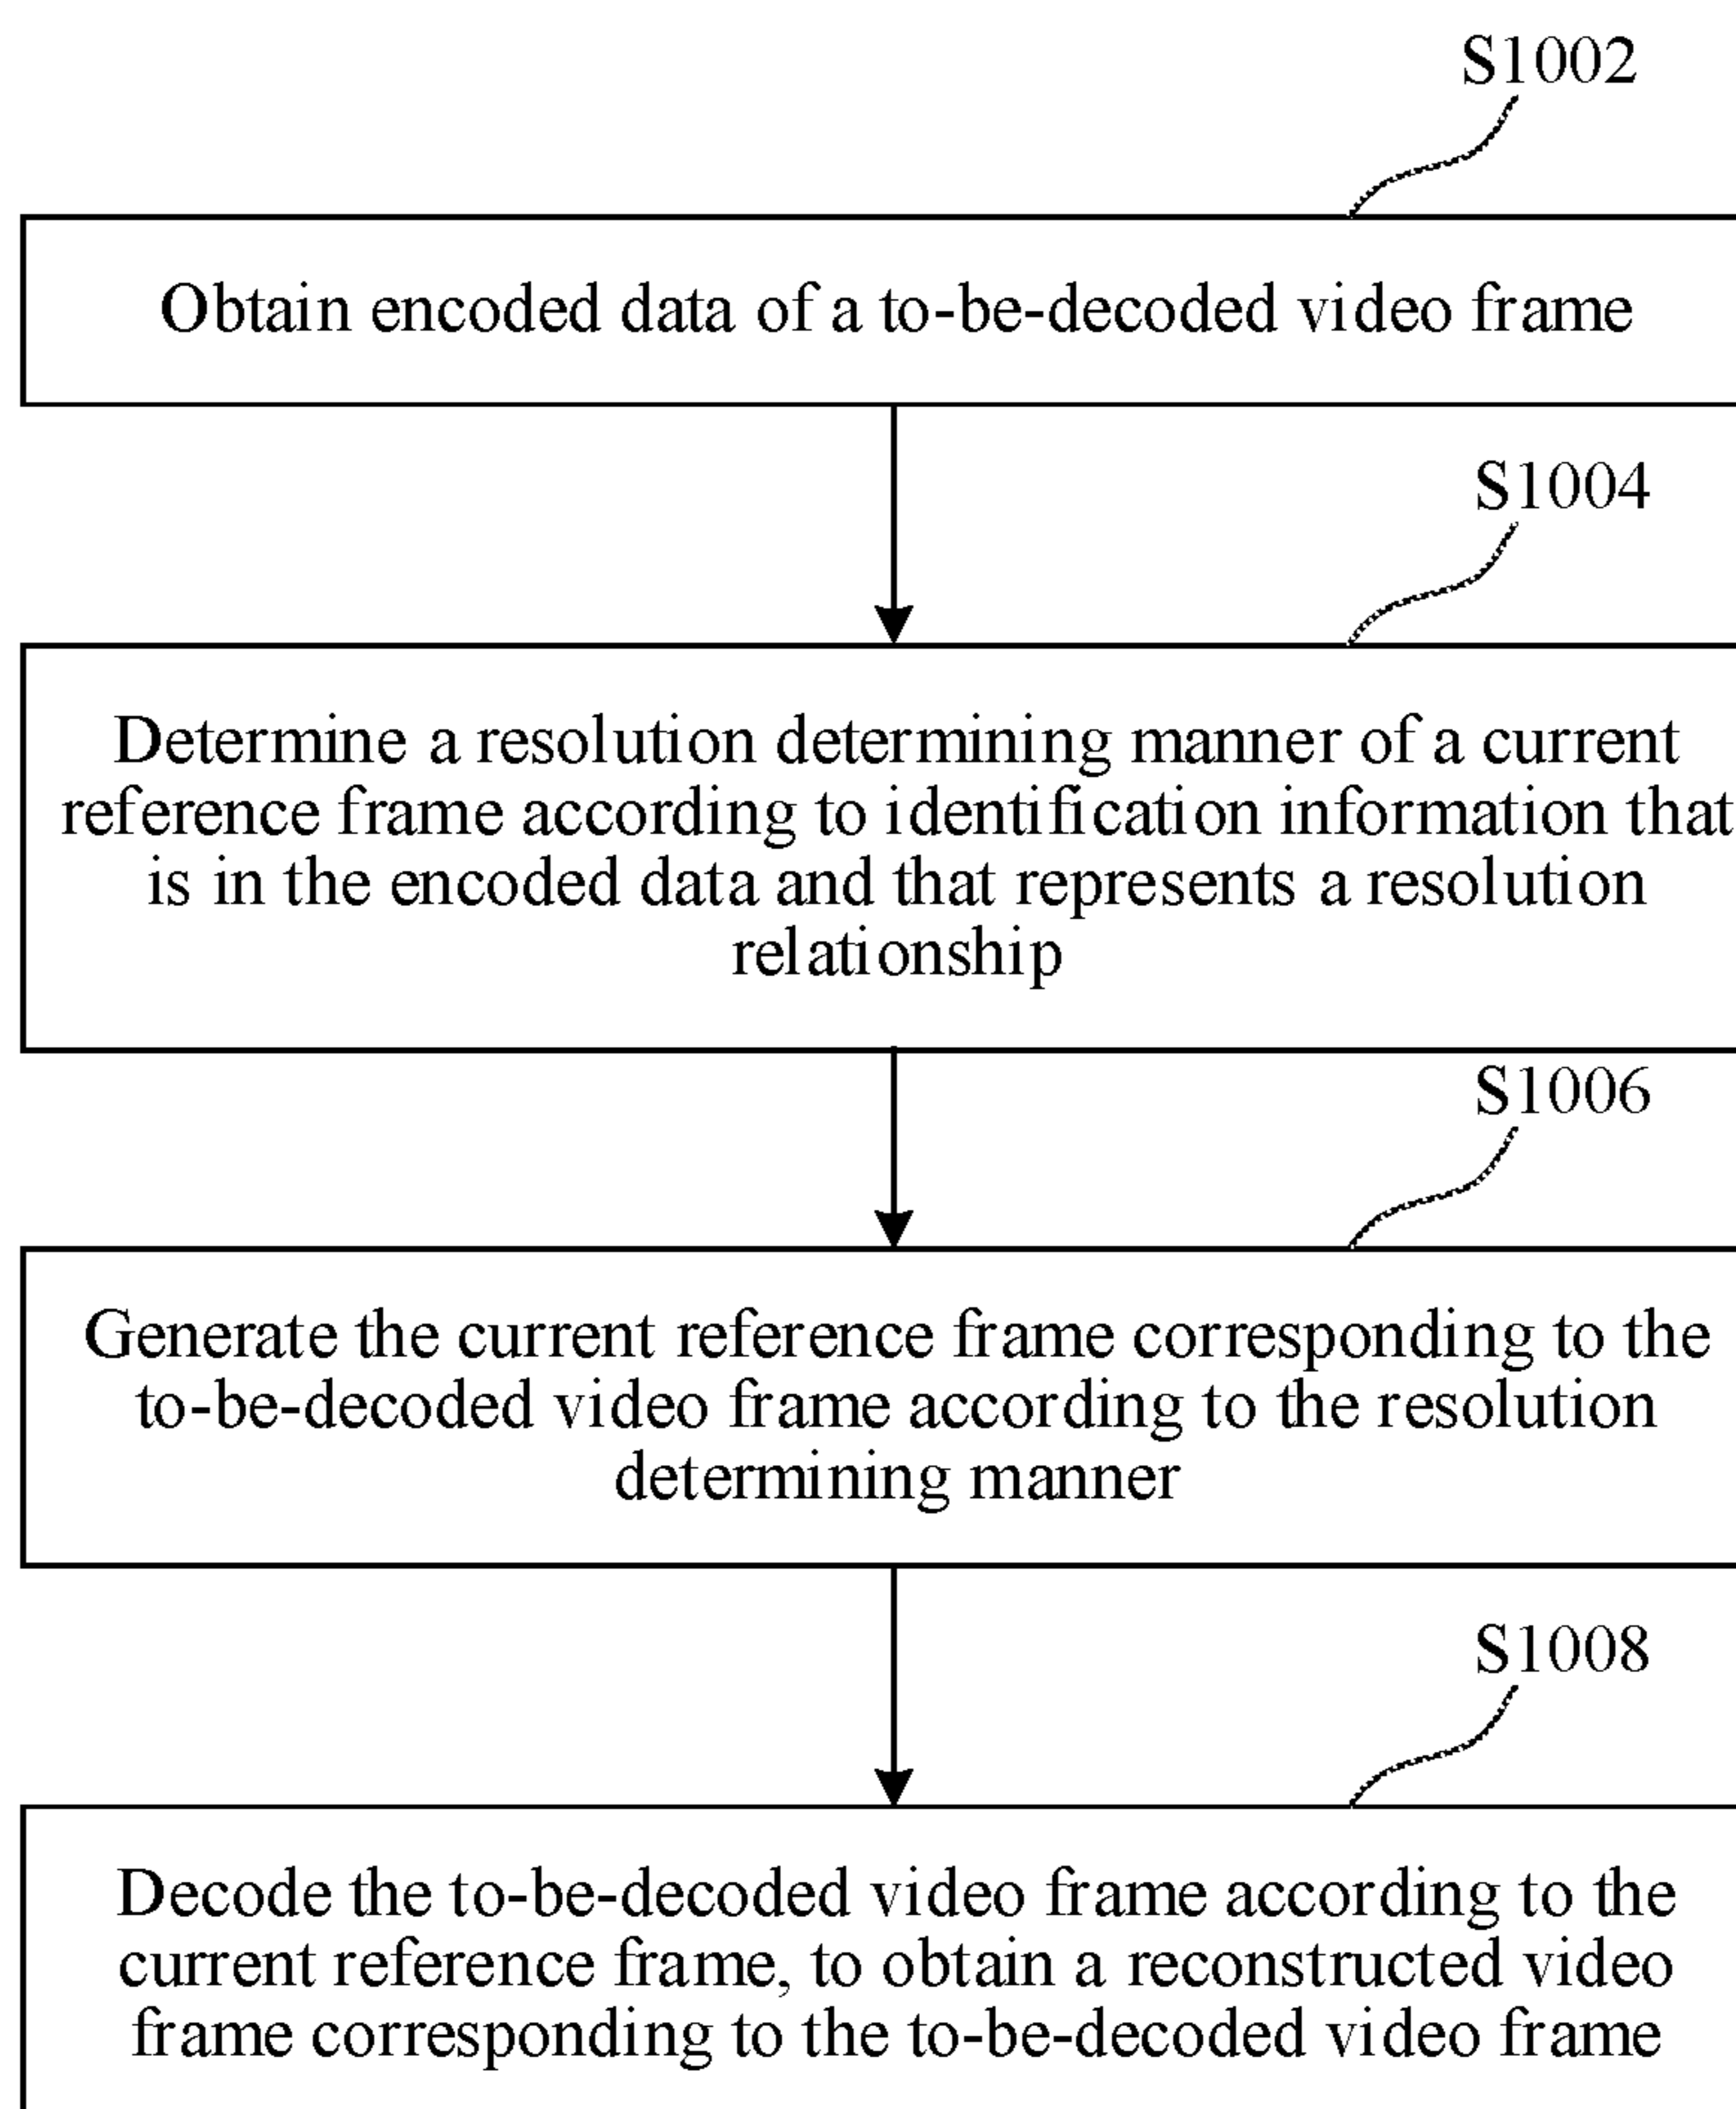 S1002
Obtain encoded data of a to-be-decoded video frame
S1004
Determine a resolution determining manner of a current
reference frame according to identification information that
is in the encoded data and that represents a resolution
relationship
S1006
Generate the current reference frame corresponding to the
to-be-decoded video frame according to the resolution
determining manner
S1008
Decode the to-be-decoded video frame according to the
current reference frame, to obtain a reconstructed video
frame corresponding to the to-be-decoded video frame